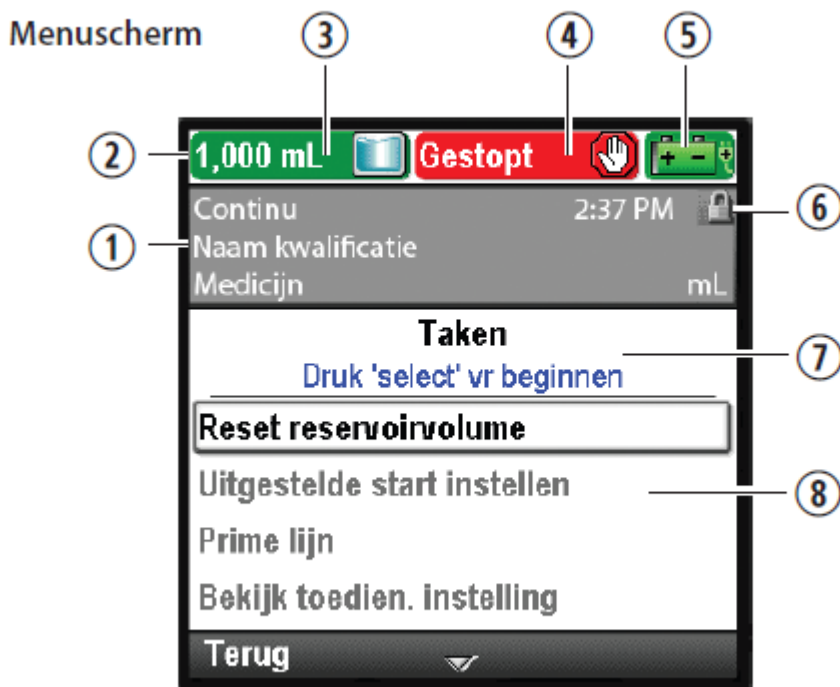 Menuscherm
③ ④ ⑤
② 1,000 mL Gestopt
Continu 2:37 PM ⑥
① Naam kwalificatie
Medicijn mL
Taken ⑦
Druk 'select' vr beginnen
Reset reservoirvolume
Uitgestelde start instellen ⑧
Prime lijn
Bekijk toedien. instelling
Terug